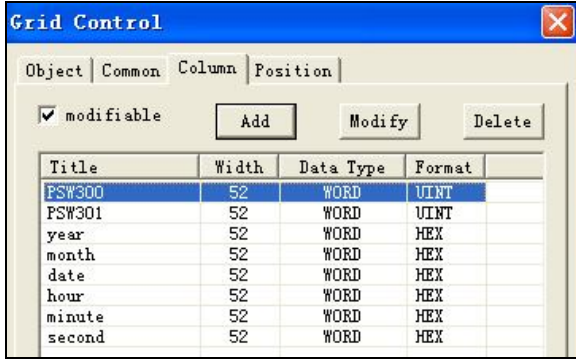 Grid Control
Object Common Column Position
modifiable Add Modify Delete
Title Width Data Type Format
PSW300 52 WORD UINT
PSW301 52 WORD UINT
year 52 WORD HEX
month 52 WORD HEX
date 52 WORD HEX
hour 52 WORD HEX
minute 52 WORD HEX
second 52 WORD HEX